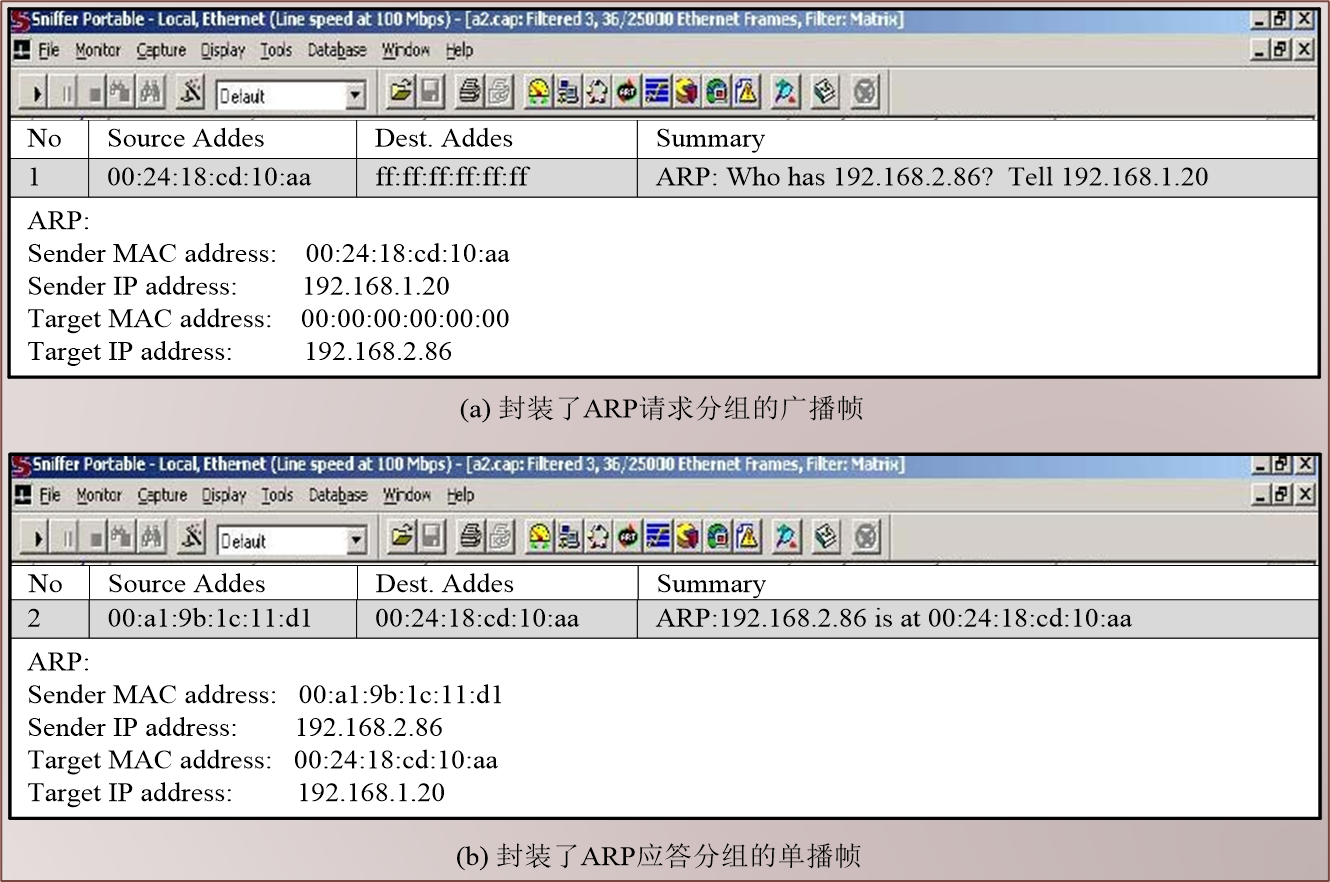 Sniffer Portable - Local, Ethernet (Line speed at 100 Mbps) - [a2.cap: Filtered 3, 36/25000 Ethernet Frames, Filter: Matrix]
File Monitor Capture Display Tools Database Window Help
Default
No Source Addes Dest. Addes Summary
1 00:24:18:cd:10:aa ff:ff:ff:ff:ff:ff ARP: Who has 192.168.2.86? Tell 192.168.1.20
ARP:
Sender MAC address: 00:24:18:cd:10:aa
Sender IP address: 192.168.1.20
Target MAC address: 00:00:00:00:00:00
Target IP address: 192.168.2.86
(a) 封装了ARP请求分组的广播帧
Sniffer Portable - Local, Ethernet (Line speed at 100 Mbps) - [a2.cap: Filtered 3, 36/25000 Ethernet Frames, Filter: Matrix]
File Monitor Capture Display Tools Database Window Help
Default
No Source Addes Dest. Addes Summary
2 00:a1:9b:1c:11:d1 00:24:18:cd:10:aa ARP:192.168.2.86 is at 00:24:18:cd:10:aa
ARP:
Sender MAC address: 00:a1:9b:1c:11:d1
Sender IP address: 192.168.2.86
Target MAC address: 00:24:18:cd:10:aa
Target IP address: 192.168.1.20
(b) 封装了ARP应答分组的单播帧